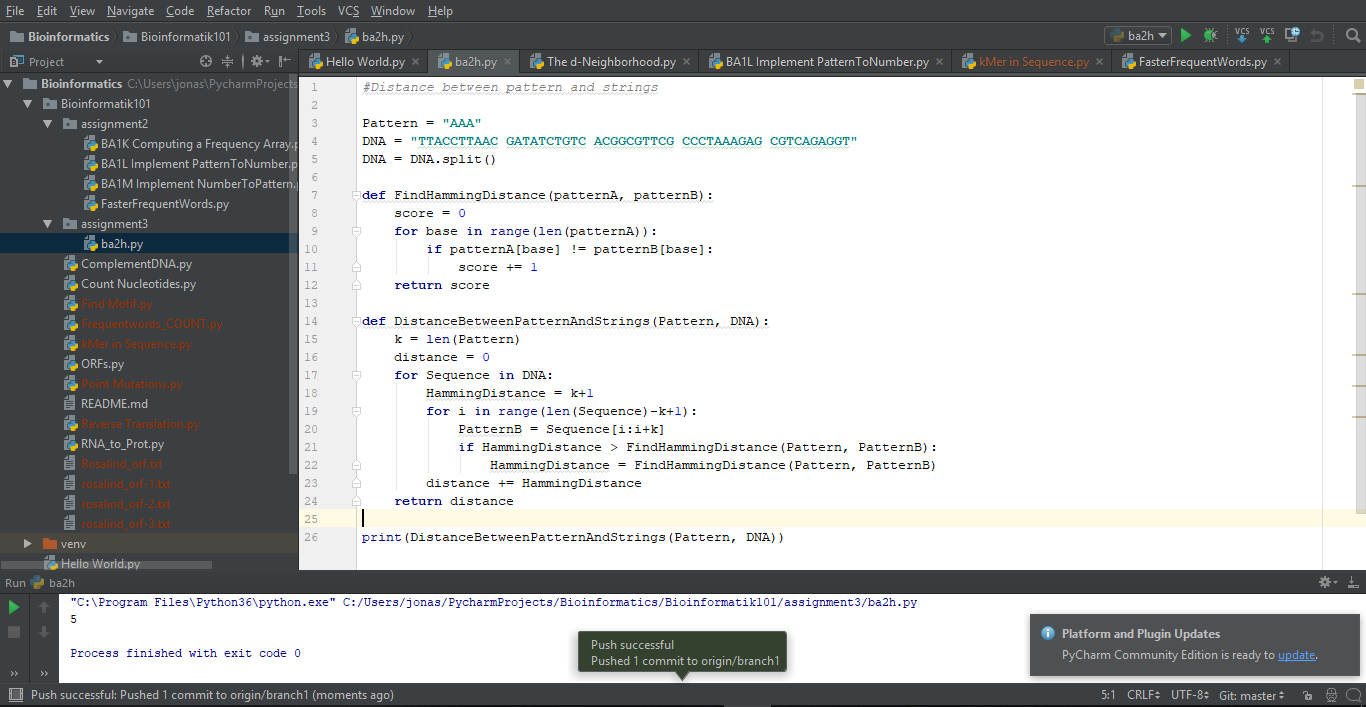 File Edit View Navigate Code Refactor Run Tools VCS Window Help
Bioinformatics Bioinformatik101 assignment3 ba2h.py ba2h VCS VCS
Project
Hello World.py ba2h.py The d-Neighborhood.py BA1L Implement PatternToNumber.py kMer in Sequence.py FasterFrequentWords.py
Bioinformatics C:\Users\jonas\PycharmProjects
Bioinformatik101
assignment2
BA1K Computing a Frequency Array.p
BA1L Implement PatternToNumber.p
BA1M Implement NumberToPattern.
FasterFrequentWords.py
assignment3
ba2h.py
ComplementDNA.py
Count Nucleotides.py
Find Motif.py
Frequentwords_COUNT.py
kMer in Sequence.py
ORFs.py
Point Mutations.py
README.md
Reverse Translation.py
RNA_to_Prot.py
Rosalind_orf.txt
rosalind_orf-1.txt
rosalind_orf-2.txt
rosalind_orf-3.txt
venv
Hello World.py
1 #Distance between pattern and strings
2
3 Pattern = "AAA"
4 DNA = "TTACCTTAAC GATATCTGTC ACGGCGTTCG CCCTAAAGAG CGTCAGAGGT"
5 DNA = DNA.split()
6
7 def FindHammingDistance(patternA, patternB):
8 score = 0
9 for base in range(len(patternA)):
10 if patternA[base] != patternB[base]:
11 score += 1
12 return score
13
14 def DistanceBetweenPatternAndStrings(Pattern, DNA):
15 k = len(Pattern)
16 distance = 0
17 for Sequence in DNA:
18 HammingDistance = k+1
19 for i in range(len(Sequence)-k+1):
20 PatternB = Sequence[i:i+k]
21 if HammingDistance > FindHammingDistance(Pattern, PatternB):
22 HammingDistance = FindHammingDistance(Pattern, PatternB)
23 distance += HammingDistance
24 return distance
25
26 print(DistanceBetweenPatternAndStrings(Pattern, DNA))
Run ba2h
"C:\Program Files\Python36\python.exe" C:/Users/jonas/PycharmProjects/Bioinformatics/Bioinformatik101/assignment3/ba2h.py
5
Process finished with exit code 0
Push successful
Pushed 1 commit to origin/branch1
Platform and Plugin Updates
PyCharm Community Edition is ready to update.
Push successful: Pushed 1 commit to origin/branch1 (moments ago) 5:1 CRLF UTF-8 Git: master